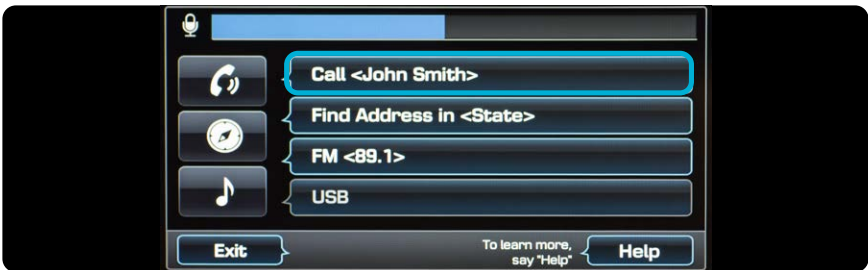 Call <John Smith>
Find Address in <State>
FM <89.1>
USB
Exit
To learn more,
say "Help"
Help